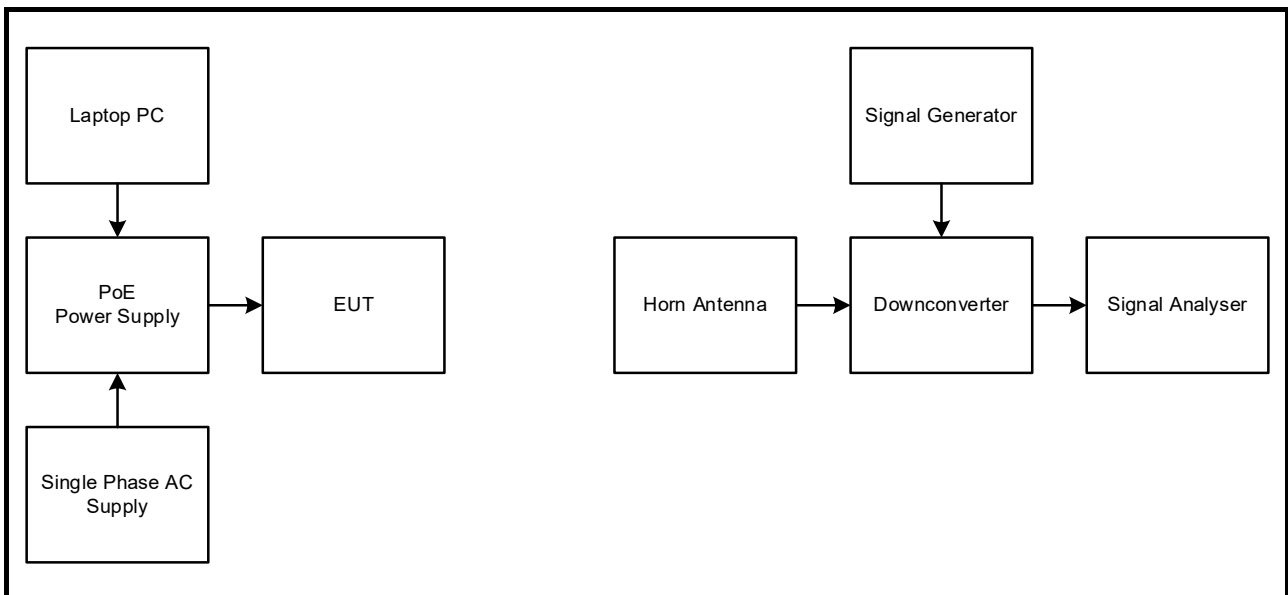 Laptop PC
Signal Generator
PoE
Power Supply
EUT
Horn Antenna
Downconverter
Signal Analyser
Single Phase AC
Supply